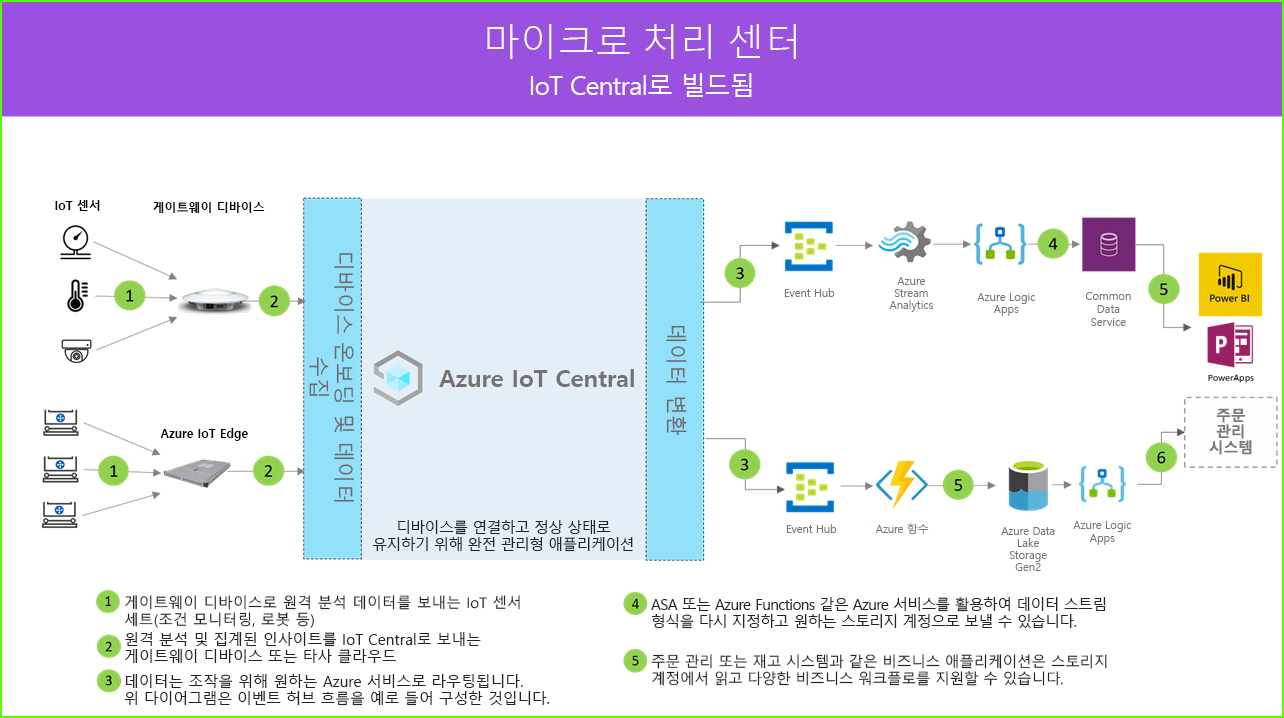 마이크로 처리 센터
IoT Central로 빌드됨
IoT 센서
게이트웨이 디바이스
1
2
Azure IoT Edge
1
2
디바이스 온보딩 및 데이터
수집
Azure IoT Central
디바이스를 연결하고 정상 상태로
유지하기 위해 완전 관리형 애플리케이션
데이터 변환
3
Event Hub
Azure
Stream
Analytics
Azure Logic
Apps
4
Common
Data
Service
5
Power BI
P
PowerApps
3
Event Hub
Azure 함수
5
Azure Data
Lake
Storage
Gen2
Azure Logic
Apps
6
주문
관리
시스템
1 게이트웨이 디바이스로 원격 분석 데이터를 보내는 IoT 센서
세트(조건 모니터링, 로봇 등)
2 원격 분석 및 집계된 인사이트를 IoT Central로 보내는
게이트웨이 디바이스 또는 타사 클라우드
3 데이터는 조작을 위해 원하는 Azure 서비스로 라우팅됩니다.
위 다이어그램은 이벤트 허브 흐름을 예로 들어 구성한 것입니다.
4 ASA 또는 Azure Functions 같은 Azure 서비스를 활용하여 데이터 스트림
형식을 다시 지정하고 원하는 스토리지 계정으로 보낼 수 있습니다.
5 주문 관리 또는 재고 시스템과 같은 비즈니스 애플리케이션은 스토리지
계정에서 읽고 다양한 비즈니스 워크플로를 지원할 수 있습니다.